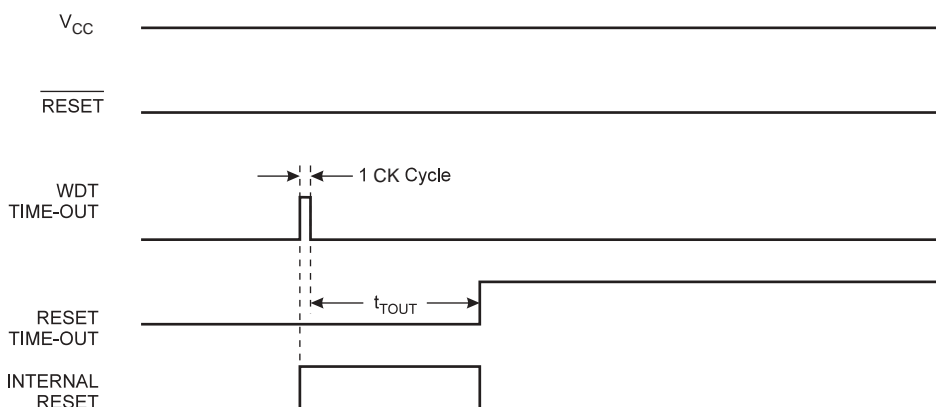 VCC
RESET
1 CK Cycle
WDT
TIME-OUT
tTOUT
RESET
TIME-OUT
INTERNAL
RESET